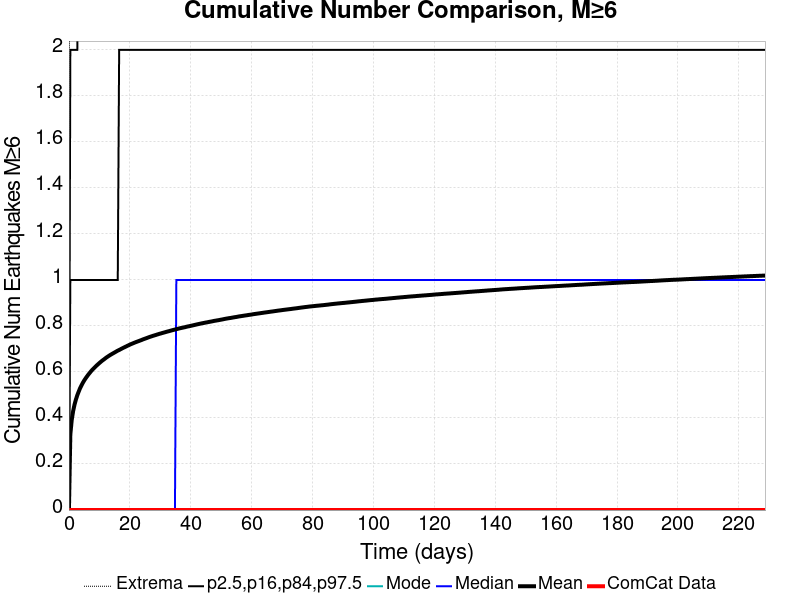 Cumulative Number Comparison, M≥6
Cumulative Num Earthquakes M≥6
2
1.8
1.6
1.4
1.2
1
0.8
0.6
0.4
0.2
0
0 20 40 60 80 100 120 140 160 180 200 220
Time (days)
Extrema p2.5,p16,p84,p97.5 Mode Median Mean ComCat Data